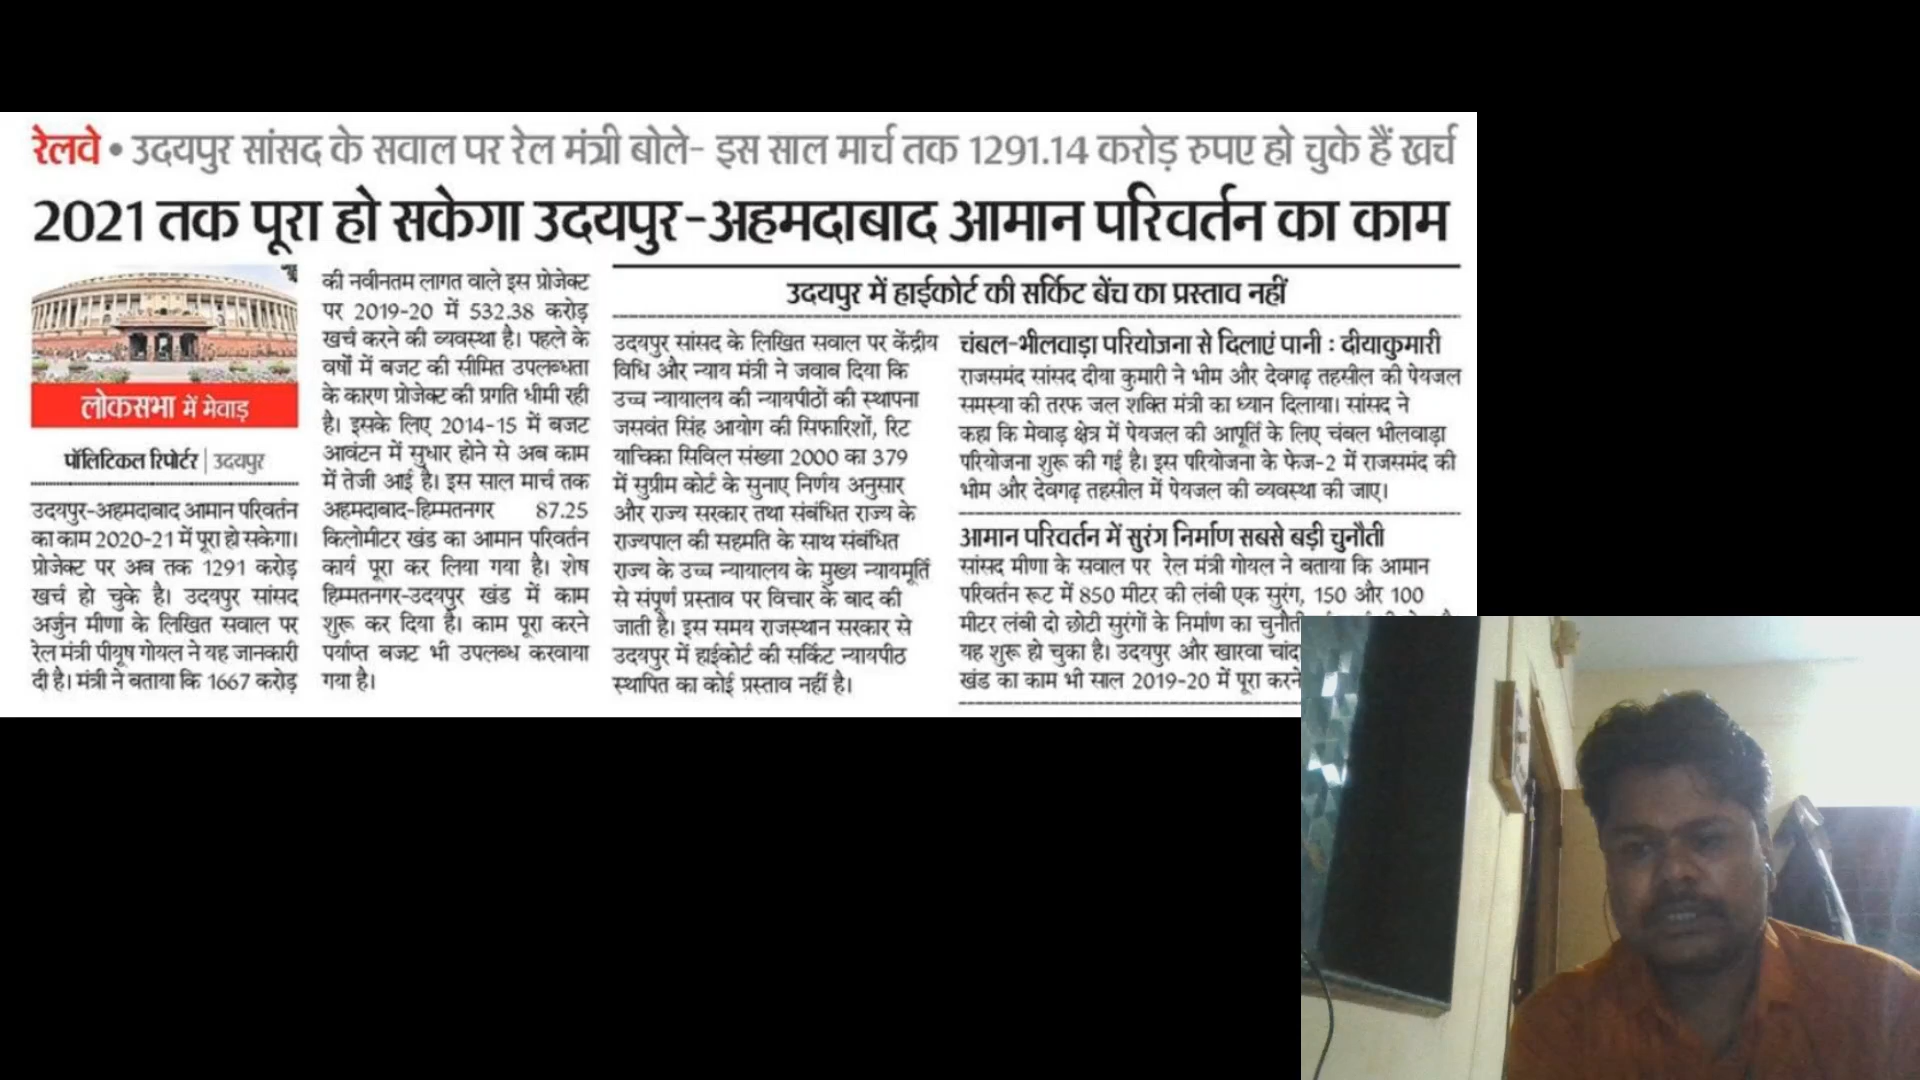 रेलवे • उदयपुर सांसद के सवाल पर रेल मंत्री बोले- इस साल मार्च तक 1291.14 करोड़ रुपए हो चुके हैं खर्च
2021 तक पूरा हो सकेगा उदयपुर-अहमदाबाद आमान परिवर्तन का काम
लोकसभा में मेवाड़
पॉलिटिकल रिपोर्टर | उदयपुर
उदयपुर-अहमदाबाद आमान परिवर्तन
का काम 2020-21 में पूरा हो सकेगा।
प्रोजेक्ट पर अब तक 1291 करोड़
खर्च हो चुके है। उदयपुर सांसद
अर्जुन मीणा के लिखित सवाल पर
रेल मंत्री पीयूष गोयल ने यह जानकारी
दी है। मंत्री ने बताया कि 1667 करोड़
की नवीनतम लागत वाले इस प्रोजेक्ट
पर 2019-20 में 532.38 करोड़
खर्च करने की व्यवस्था है। पहले के
वर्षों में बजट की सीमित उपलब्धता
के कारण प्रोजेक्ट की प्रगति धीमी रही
है। इसके लिए 2014-15 में बजट
आवंटन में सुधार होने से अब काम
में तेजी आई है। इस साल मार्च तक
अहमदाबाद-हिम्मतनगर 87.25
किलोमीटर खंड का आमान परिवर्तन
कार्य पूरा कर लिया गया है। शेष
हिम्मतनगर-उदयपुर खंड में काम
शुरू कर दिया है। काम पूरा करने
पर्याप्त बजट भी उपलब्ध करवाया
गया है।
उदयपुर में हाईकोर्ट की सर्किट बेंच का प्रस्ताव नहीं
उदयपुर सांसद के लिखित सवाल पर केंद्रीय
विधि और न्याय मंत्री ने जवाब दिया कि
उच्च न्यायालय की न्यायपीठों की स्थापना
जसवंत सिंह आयोग की सिफारिशों, रिट
याचिका सिविल संख्या 2000 का 379
में सुप्रीम कोर्ट के सुनाए निर्णय अनुसार
और राज्य सरकार तथा संबंधित राज्य के
राज्यपाल की सहमति के साथ संबंधित
राज्य के उच्च न्यायालय के मुख्य न्यायमूर्ति
से संपूर्ण प्रस्ताव पर विचार के बाद की
जाती है। इस समय राजस्थान सरकार से
उदयपुर में हाईकोर्ट की सर्किट न्यायपीठ
स्थापित का कोई प्रस्ताव नहीं है।
चंबल-भीलवाड़ा परियोजना से दिलाएं पानी : दीयाकुमारी
राजसमंद सांसद दीया कुमारी ने भीम और देवगढ़ तहसील की पेयजल
समस्या की तरफ जल शक्ति मंत्री का ध्यान दिलाया। सांसद ने
कहा कि मेवाड़ क्षेत्र में पेयजल की आपूर्ति के लिए चंबल भीलवाड़ा
परियोजना शुरू की गई है। इस परियोजना के फेज-2 में राजसमंद की
भीम और देवगढ़ तहसील में पेयजल की व्यवस्था की जाए।
आमान परिवर्तन में सुरंग निर्माण सबसे बड़ी चुनौती
सांसद मीणा के सवाल पर रेल मंत्री गोयल ने बताया कि आमान
परिवर्तन रूट में 850 मीटर की लंबी एक सुरंग, 150 और 100
मीटर लंबी दो छोटी सुरंगों के निर्माण का
यह शुरू हो चुका है। उदयपुर और खारवा
खंड का काम भी साल 2019-20 में पूरा करने